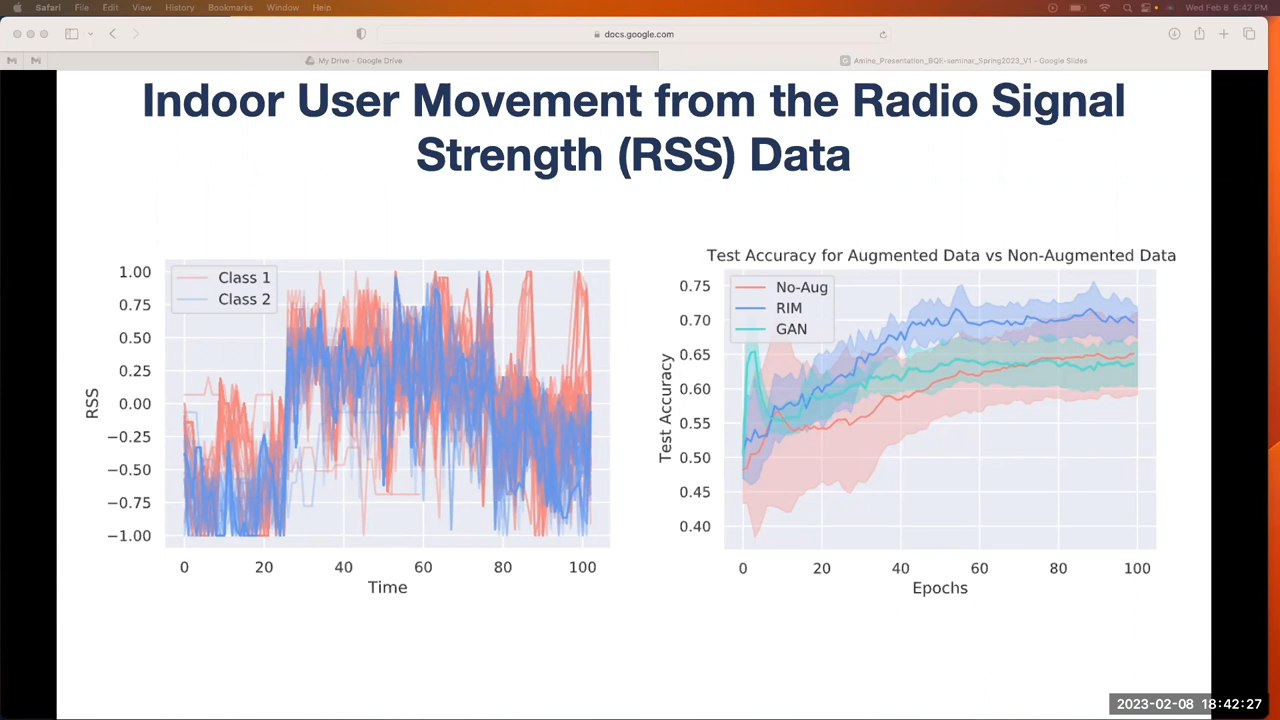 Safari File Edit View History Bookmarks Window Help Wed Feb 8 6:42 PM
docs.google.com
My Drive - Google Drive Amine_Presentation_BQE-seminar_Spring2023_V1 - Google Slides
Indoor User Movement from the Radio Signal
Strength (RSS) Data
Class 1
Class 2
1.00
0.75
0.50
0.25
0.00
−0.25
−0.50
−0.75
−1.00
RSS
0 20 40 60 80 100
Time
Test Accuracy for Augmented Data vs Non-Augmented Data
No-Aug
RIM
GAN
0.75
0.70
0.65
0.60
0.55
0.50
0.45
0.40
Test Accuracy
0 20 40 60 80 100
Epochs
2023-02-08 18:42:27